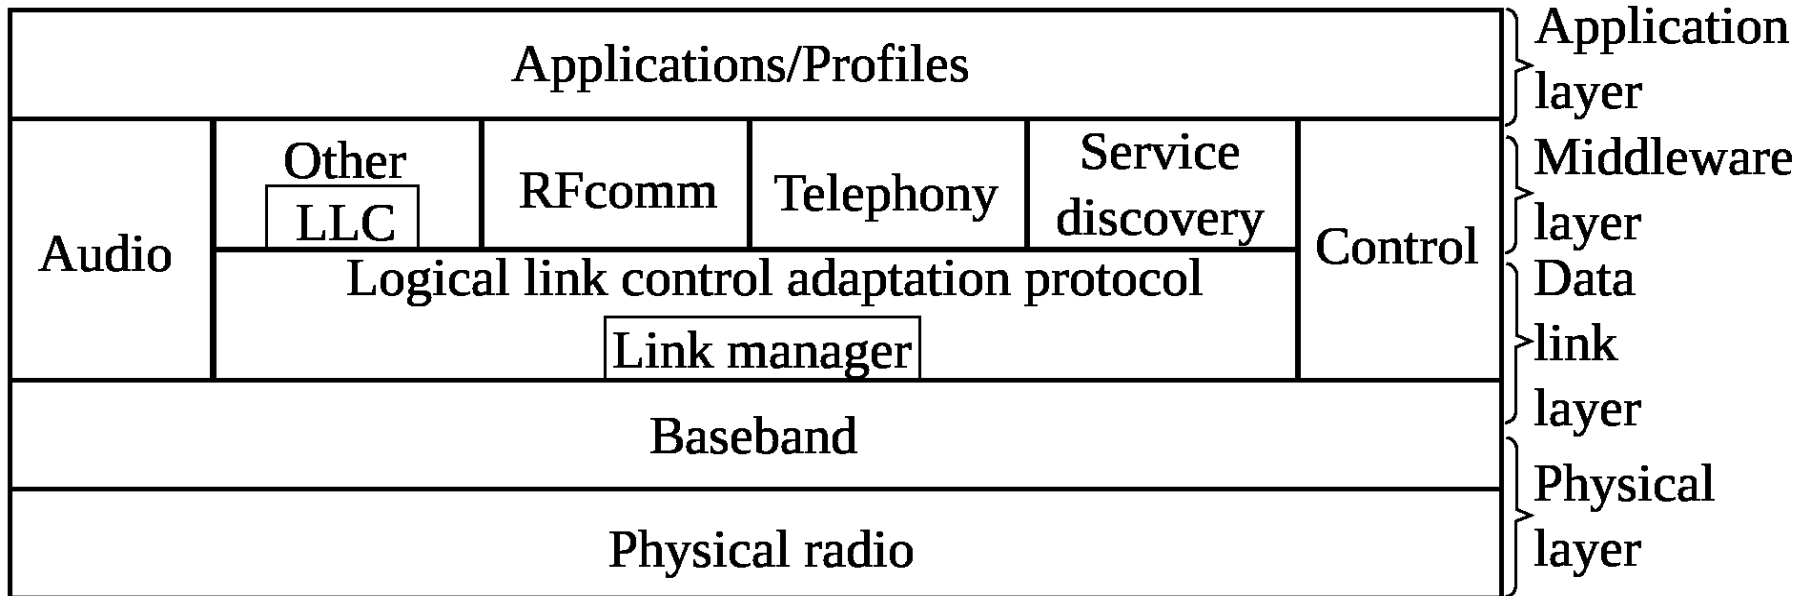 Applications/Profiles
Application
layer
Audio
Other
LLC
RFcomm
Telephony
Service
discovery
Control
Middleware
layer
Logical link control adaptation protocol
Link manager
Data
link
layer
Baseband
Physical radio
Physical
layer